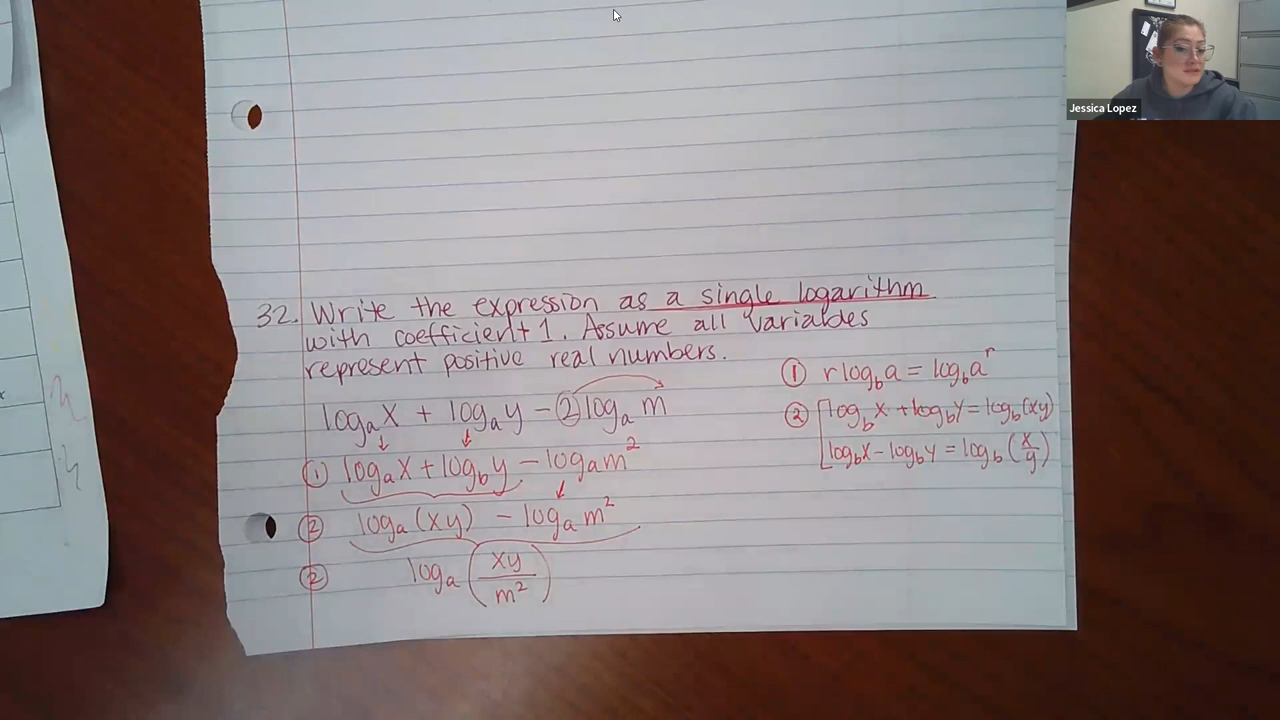 Jessica Lopez
32. Write the expression as a single logarithm
with coefficient 1. Assume all variables
represent positive real numbers.
① r log_b a = log_b a^r
log_a x + log_a y - ② log_a m
② log_b x + log_b y = log_b (xy)
log_b x - log_b y = log_b (x/y)
① log_a x + log_b y - log_a m^2
② log_a (xy) - log_a m^2
② log_a (xy/m^2)